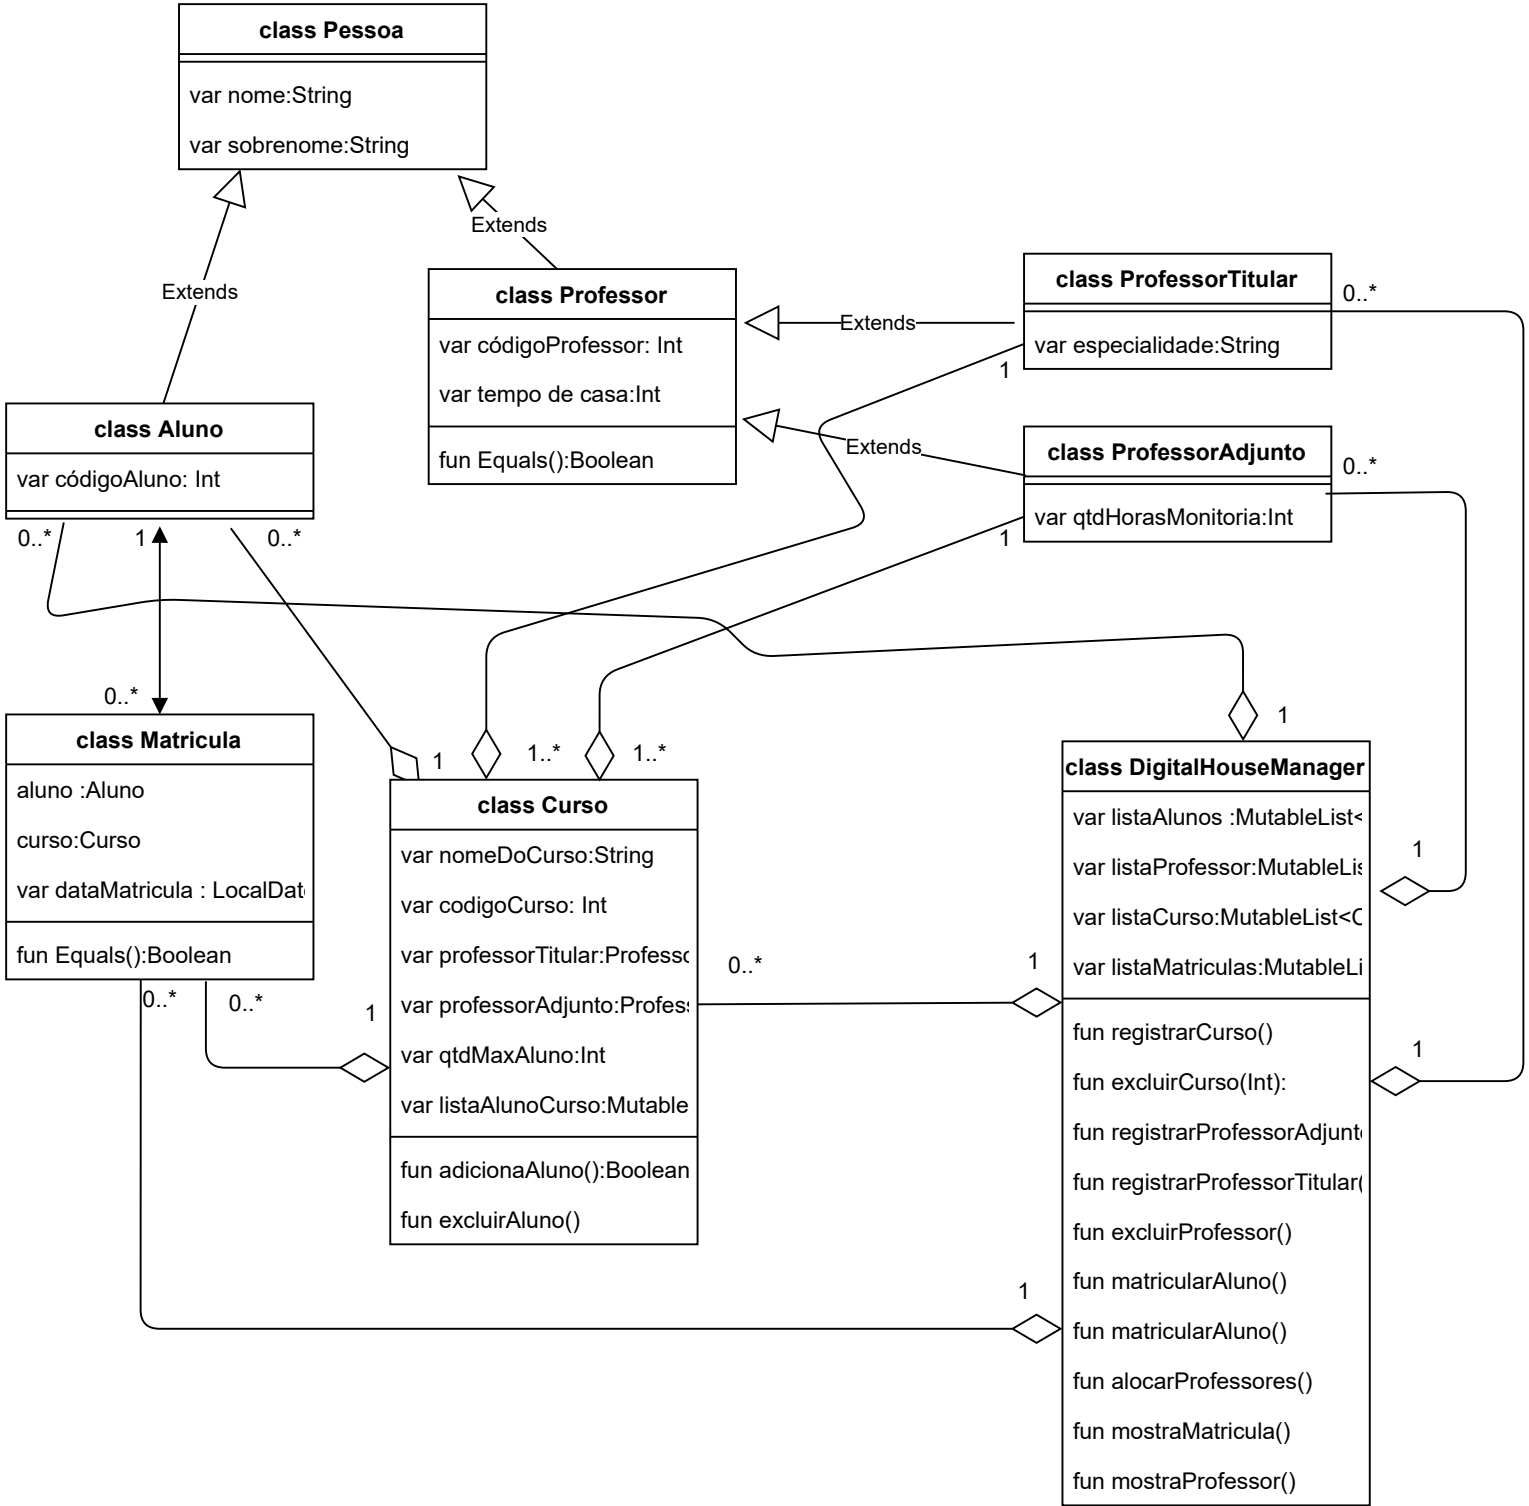 class Pessoa
var nome:String
var sobrenome:String
Extends
Extends
class Professor
var códigoProfessor: Int
var tempo de casa:Int
fun Equals():Boolean
Extends
Extends
class ProfessorTitular
var especialidade:String
0..*
1
class ProfessorAdjunto
var qtdHorasMonitoria:Int
0..*
1
class Aluno
var códigoAluno: Int
0..*
1
0..*
0..*
class Matricula
aluno :Aluno
curso:Curso
var dataMatricula : LocalDat
fun Equals():Boolean
0..*
0..*
1
1
1..*
1..*
class Curso
var nomeDoCurso:String
var codigoCurso: Int
var professorTitular:Profess
var professorAdjunto:Profes
var qtdMaxAluno:Int
var listaAlunoCurso:Mutable
fun adicionaAluno():Boolean
fun excluirAluno()
0..*
1
1
1
1
1
class DigitalHouseManager
var listaAlunos :MutableList<
var listaProfessor:MutableLis
var listaCurso:MutableList<C
var listaMatriculas:MutableLi
fun registrarCurso()
fun excluirCurso(Int):
fun registrarProfessorAdjunt
fun registrarProfessorTitular(
fun excluirProfessor()
fun matricularAluno()
fun matricularAluno()
fun alocarProfessores()
fun mostraMatricula()
fun mostraProfessor()